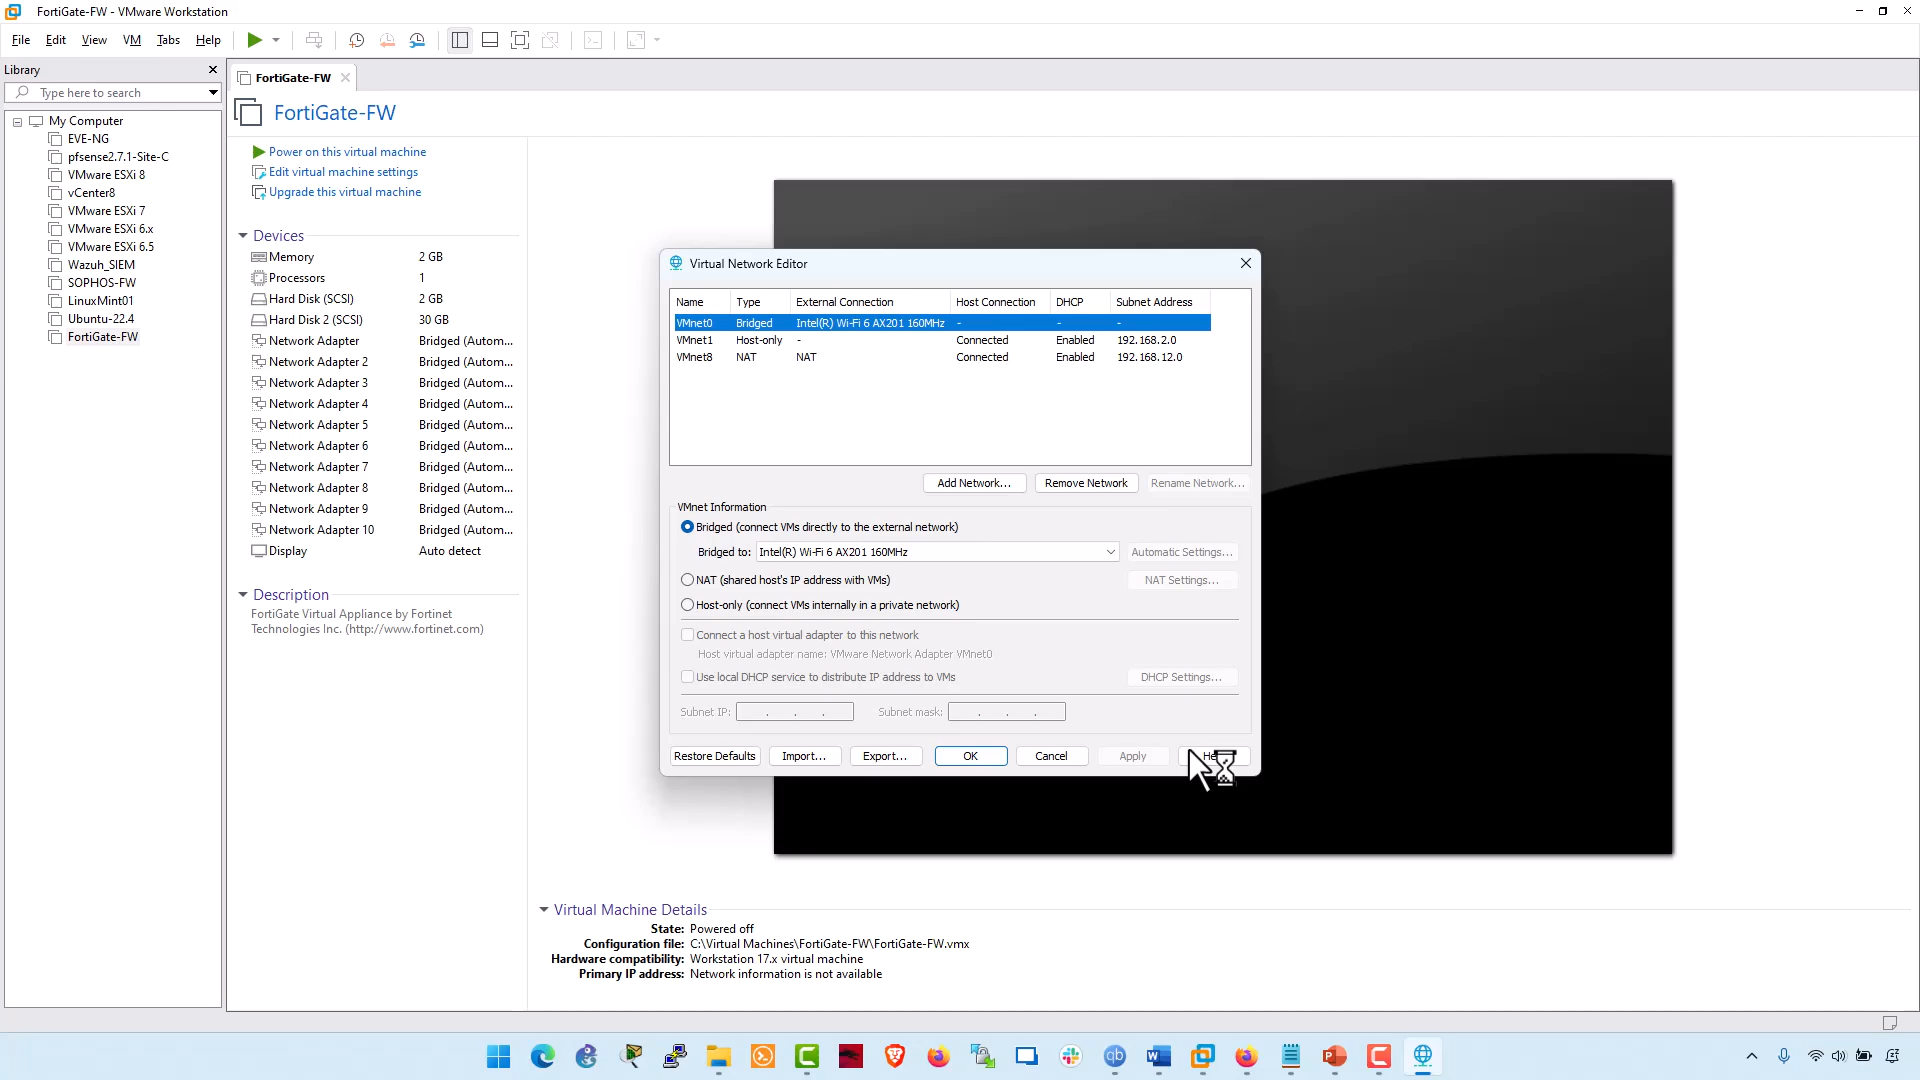 FortiGate-FW - VMware Workstation
File Edit View VM Tabs Help
Library
Type here to search
My Computer
EVE-NG
pfsense2.7.1-Site-C
VMware ESXi 8
vCenter8
VMware ESXi 7
VMware ESXi 6.x
VMware ESXi 6.5
Wazuh_SIEM
SOPHOS-FW
LinuxMint01
Ubuntu-22.4
FortiGate-FW
FortiGate-FW
FortiGate-FW
Power on this virtual machine
Edit virtual machine settings
Upgrade this virtual machine
Devices
Memory 2 GB
Processors 1
Hard Disk (SCSI) 2 GB
Hard Disk 2 (SCSI) 30 GB
Network Adapter Bridged (Autom...
Network Adapter 2 Bridged (Autom...
Network Adapter 3 Bridged (Autom...
Network Adapter 4 Bridged (Autom...
Network Adapter 5 Bridged (Autom...
Network Adapter 6 Bridged (Autom...
Network Adapter 7 Bridged (Autom...
Network Adapter 8 Bridged (Autom...
Network Adapter 9 Bridged (Autom...
Network Adapter 10 Bridged (Autom...
Display Auto detect
Description
FortiGate Virtual Appliance by Fortinet
Technologies Inc. (http://www.fortinet.com)
Virtual Network Editor
Name Type External Connection Host Connection DHCP Subnet Address
VMnet0 Bridged Intel(R) Wi-Fi 6 AX201 160MHz - - -
VMnet1 Host-only - Connected Enabled 192.168.2.0
VMnet8 NAT NAT Connected Enabled 192.168.12.0
Add Network... Remove Network Rename Network...
VMnet Information
Bridged (connect VMs directly to the external network)
Bridged to: Intel(R) Wi-Fi 6 AX201 160MHz Automatic Settings...
NAT (shared host's IP address with VMs) NAT Settings...
Host-only (connect VMs internally in a private network)
Connect a host virtual adapter to this network
Host virtual adapter name: VMware Network Adapter VMnet0
Use local DHCP service to distribute IP address to VMs DHCP Settings...
Subnet IP: . . . Subnet mask: . . .
Restore Defaults Import... Export... OK Cancel Apply
Virtual Machine Details
State: Powered off
Configuration file: C:\Virtual Machines\FortiGate-FW\FortiGate-FW.vmx
Hardware compatibility: Workstation 17.x virtual machine
Primary IP address: Network information is not available